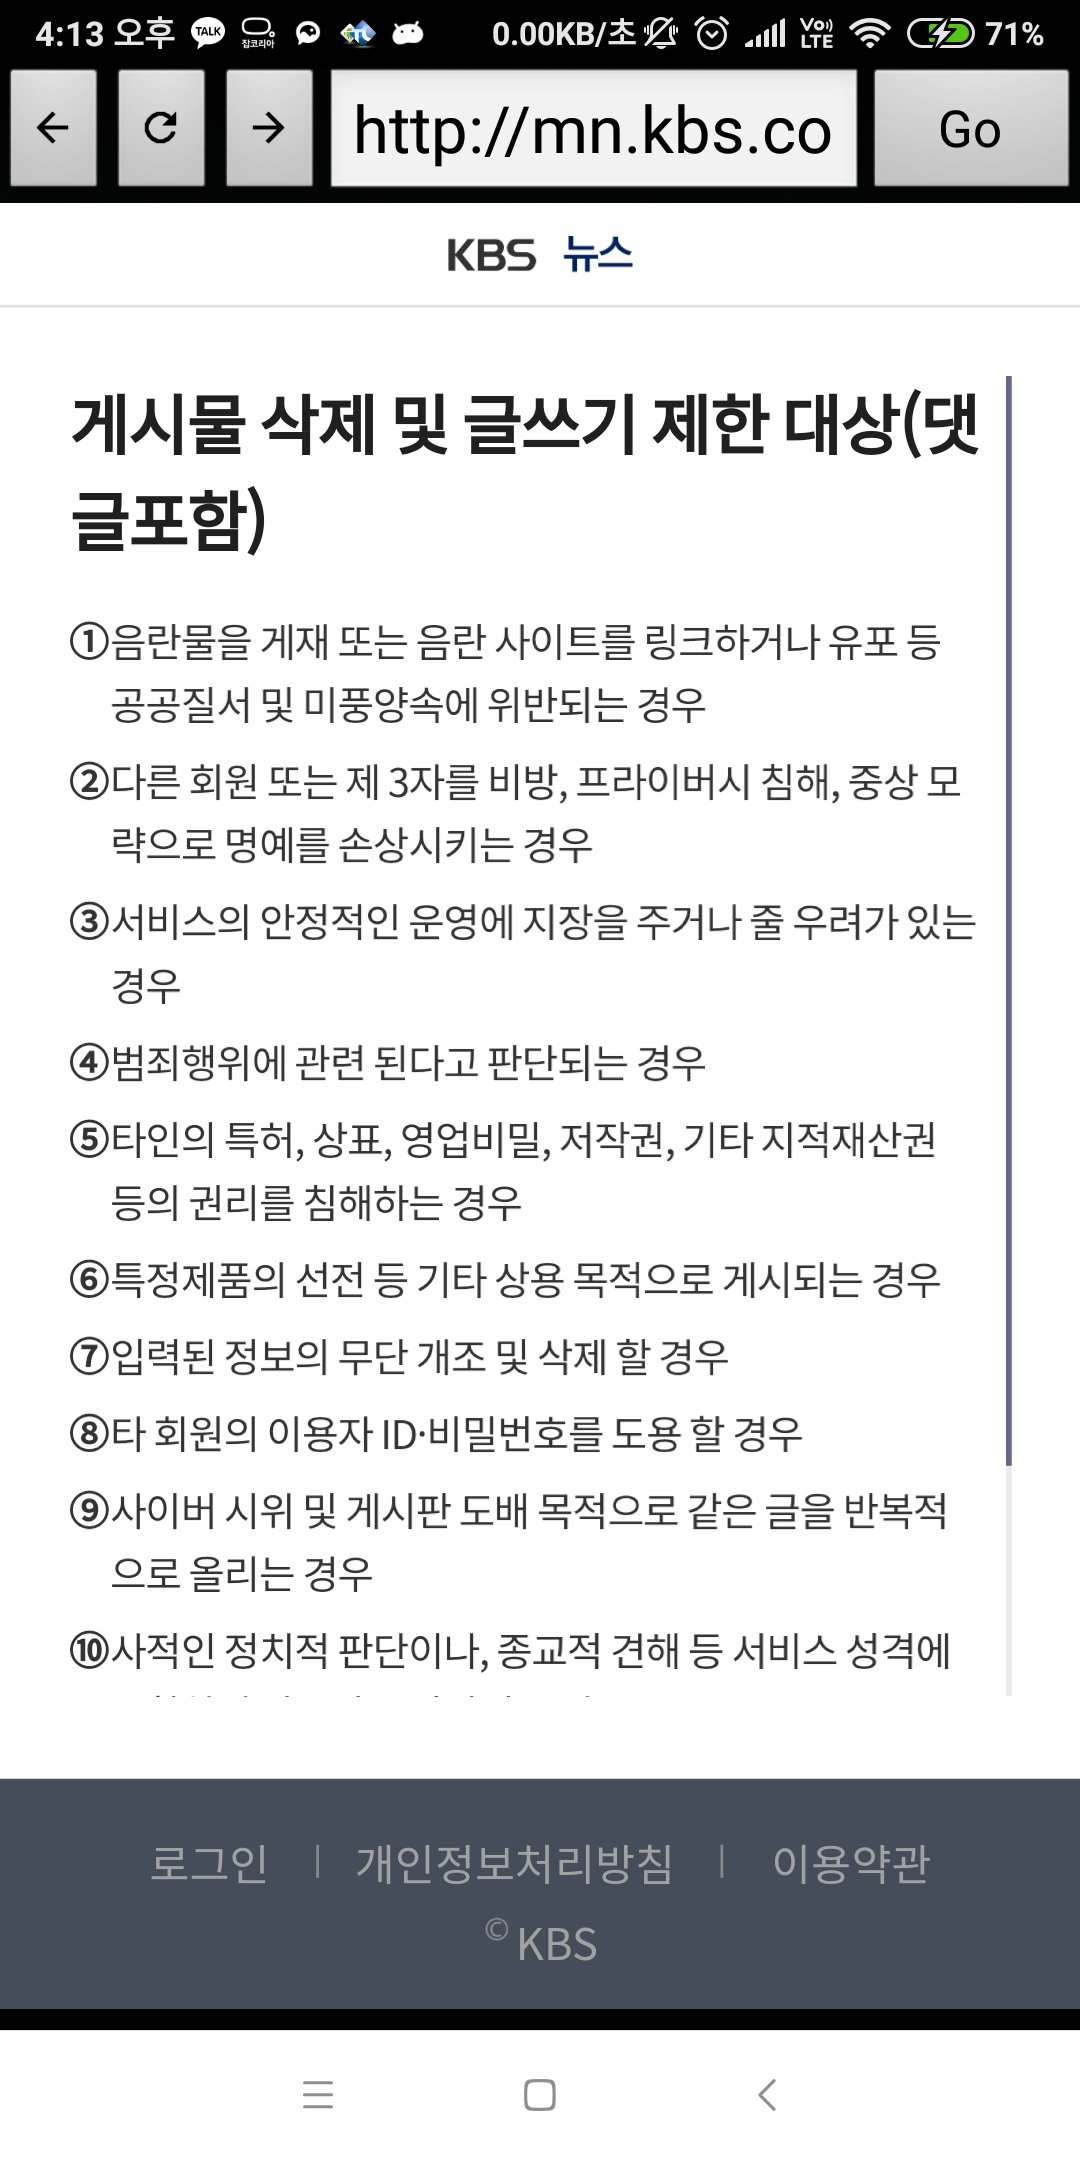 4:13 오후 TALK 잡코리아 0.00KB/초 VoLTE 71%
http://mn.kbs.co Go
KBS 뉴스
게시물 삭제 및 글쓰기 제한 대상(댓
글포함)
①음란물을 게재 또는 음란 사이트를 링크하거나 유포 등
공공질서 및 미풍양속에 위반되는 경우
②다른 회원 또는 제 3자를 비방, 프라이버시 침해, 중상 모
략으로 명예를 손상시키는 경우
③서비스의 안정적인 운영에 지장을 주거나 줄 우려가 있는
경우
④범죄행위에 관련 된다고 판단되는 경우
⑤타인의 특허, 상표, 영업비밀, 저작권, 기타 지적재산권
등의 권리를 침해하는 경우
⑥특정제품의 선전 등 기타 상용 목적으로 게시되는 경우
⑦입력된 정보의 무단 개조 및 삭제 할 경우
⑧타 회원의 이용자 ID·비밀번호를 도용 할 경우
⑨사이버 시위 및 게시판 도배 목적으로 같은 글을 반복적
으로 올리는 경우
⑩사적인 정치적 판단이나, 종교적 견해 등 서비스 성격에
로그인 | 개인정보처리방침 | 이용약관
© KBS